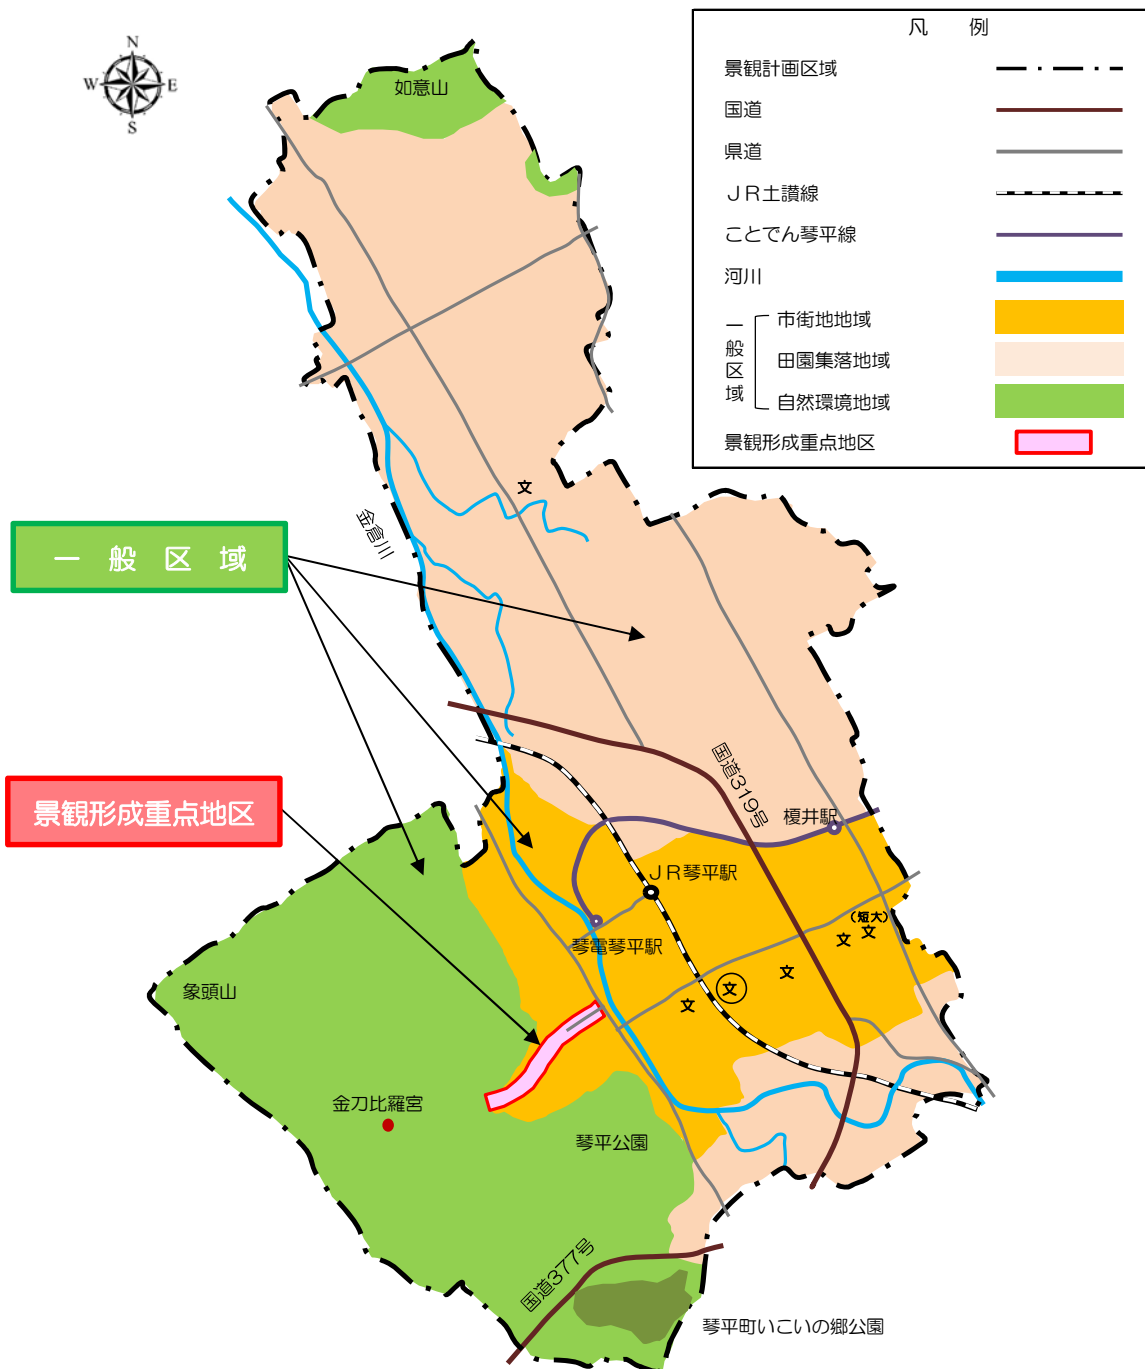 凡 例
景観計画区域
国道
県道
ＪＲ土讃線
ことでん琴平線
河川
一般区域
市街地地域
田園集落地域
自然環境地域
景観形成重点地区
N
W E
S
如意山
文
金倉川
一 般 区 域
国道319号
景観形成重点地区
榎井駅
ＪＲ琴平駅
(短大)
文
文
琴電琴平駅
文
文
文
象頭山
金刀比羅宮
琴平公園
国道377号
琴平町いこいの郷公園